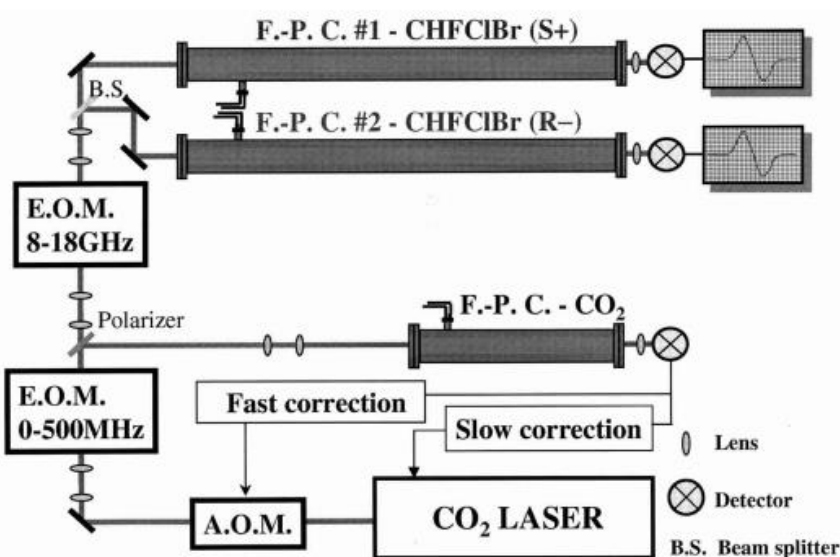 F.-P. C. #1 - CHFClBr (S+)
B.S.
F.-P. C. #2 - CHFClBr (R–)
E.O.M.
8-18GHz
Polarizer
F.-P. C. - CO₂
E.O.M.
0-500MHz
Fast correction
Slow correction
Lens
Detector
A.O.M.
CO₂ LASER
B.S. Beam splitter